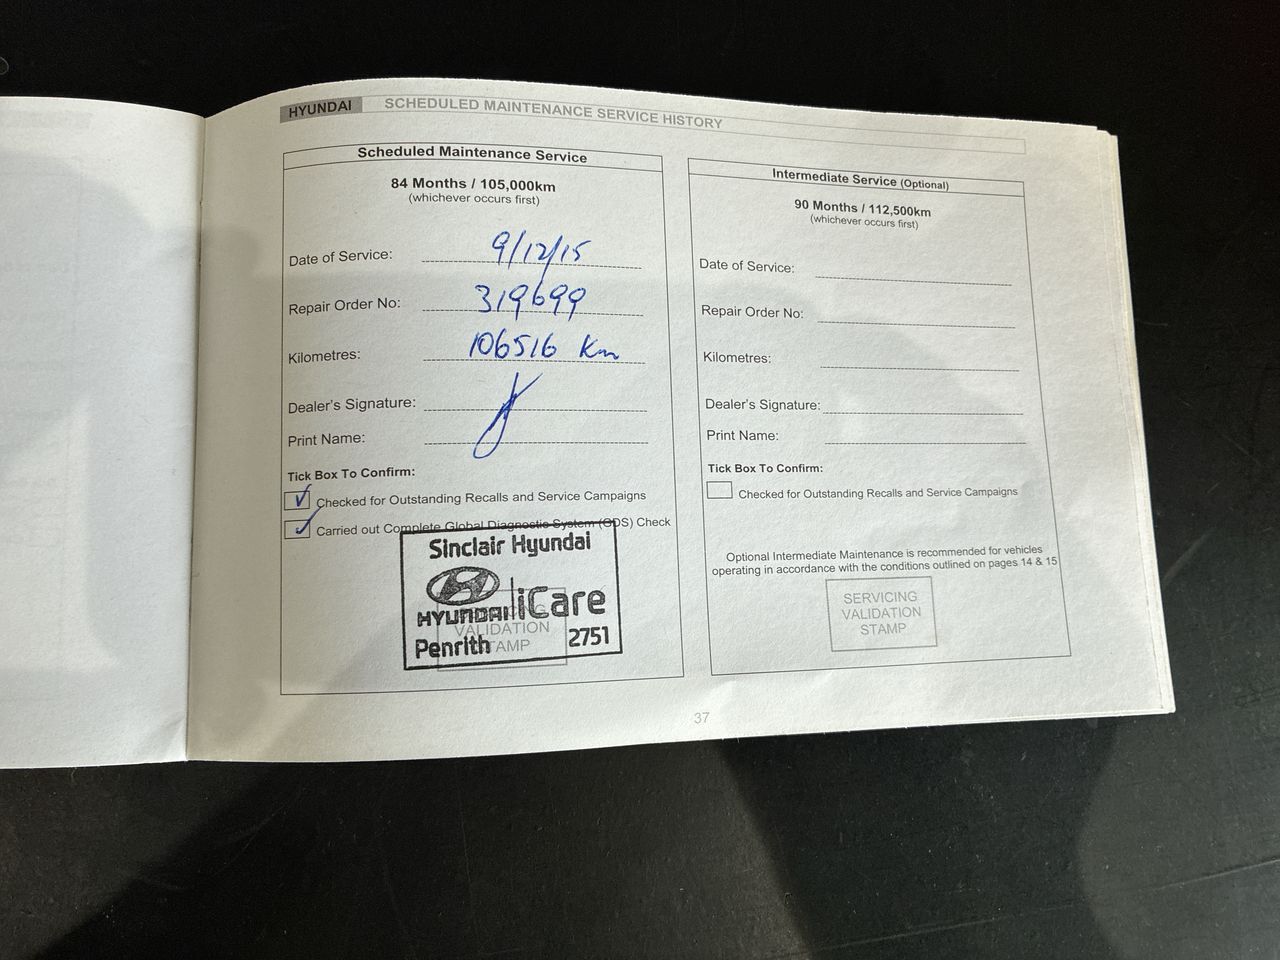 HYUNDAI SCHEDULED MAINTENANCE SERVICE HISTORY
Scheduled Maintenance Service
84 Months / 105,000km
(whichever occurs first)
Date of Service: 9/12/15
Repair Order No: 319699
Kilometres: 106516 Km
Dealer's Signature:
Print Name:
Tick Box To Confirm:
Checked for Outstanding Recalls and Service Campaigns
Carried out Complete Global Diagnostic System (GDS) Check
Sinclair Hyundai
HYUNDAI iCare
VALIDATION
Penrith 2751
STAMP
Intermediate Service (Optional)
90 Months / 112,500km
(whichever occurs first)
Date of Service:
Repair Order No:
Kilometres:
Dealer's Signature:
Print Name:
Tick Box To Confirm:
Checked for Outstanding Recalls and Service Campaigns
Optional Intermediate Maintenance is recommended for vehicles
operating in accordance with the conditions outlined on pages 14 & 15
SERVICING
VALIDATION
STAMP
37